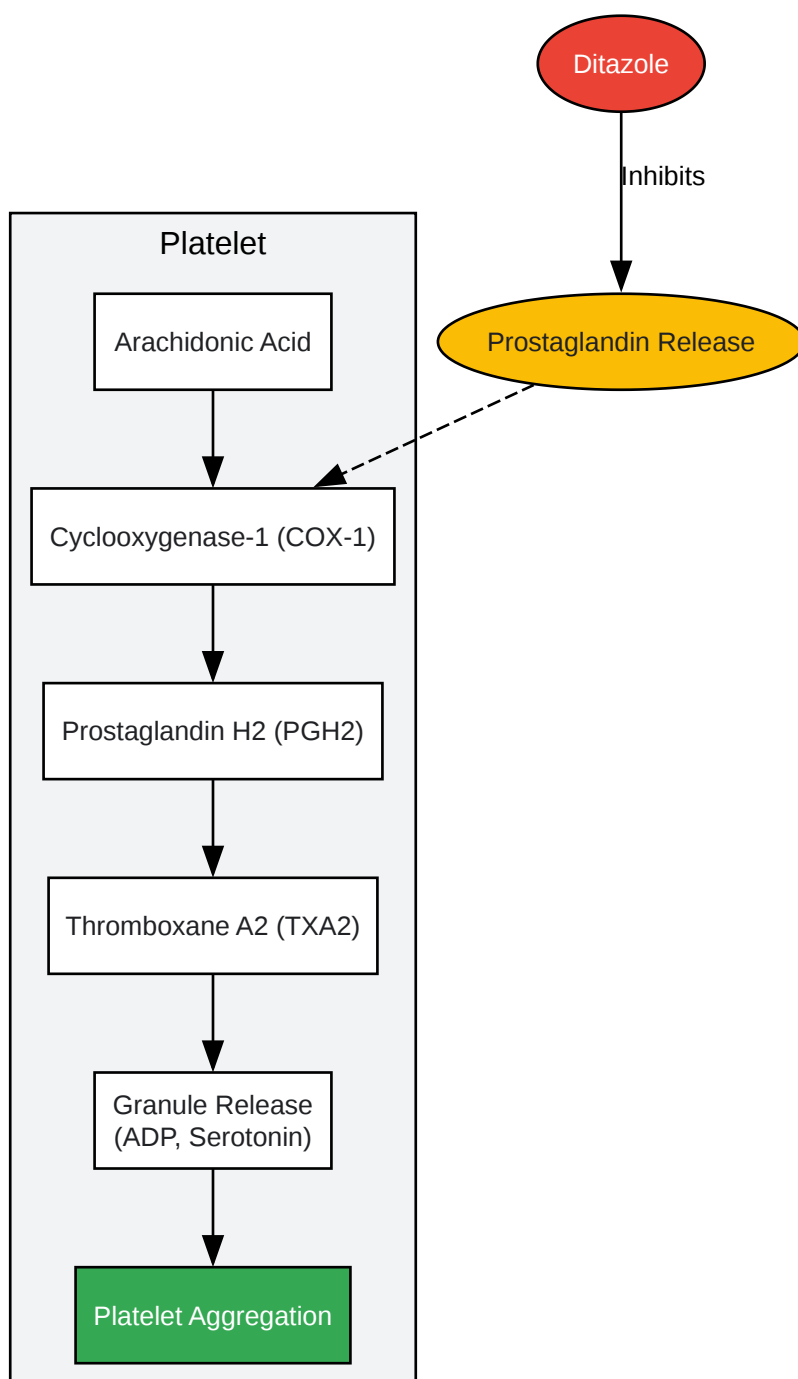 Ditazole
Inhibits
Platelet
Arachidonic Acid
Prostaglandin Release
Cyclooxygenase-1 (COX-1)
Prostaglandin H2 (PGH2)
Thromboxane A2 (TXA2)
Granule Release
(ADP, Serotonin)
Platelet Aggregation